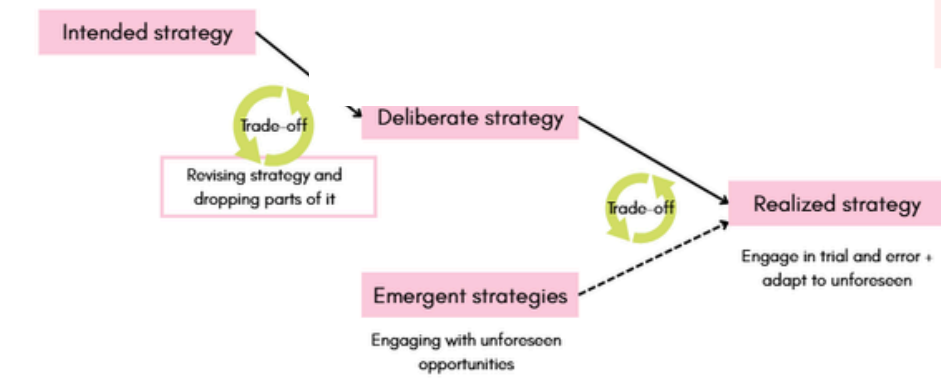 Intended strategy
Trade-off
Deliberate strategy
Revising strategy and
dropping parts of it
Trade-off
Realized strategy
Engage in trial and error +
adapt to unforeseen
Emergent strategies
Engaging with unforeseen
opportunities